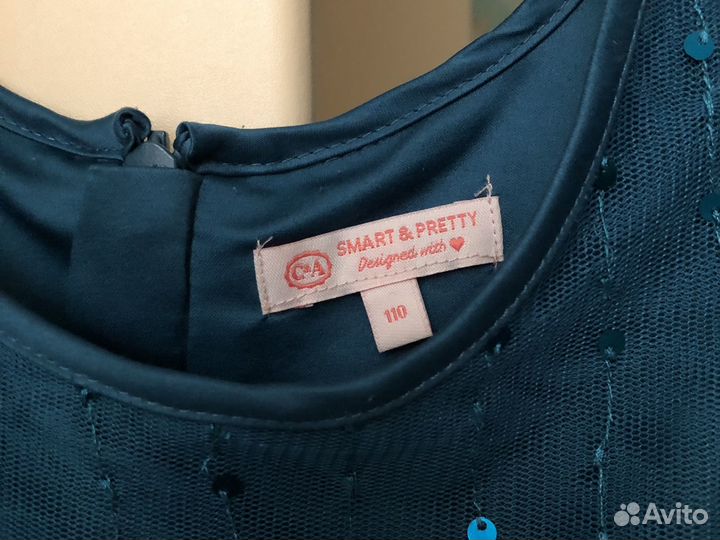 C&A
SMART & PRETTY
Designed with ♥
110
Avito